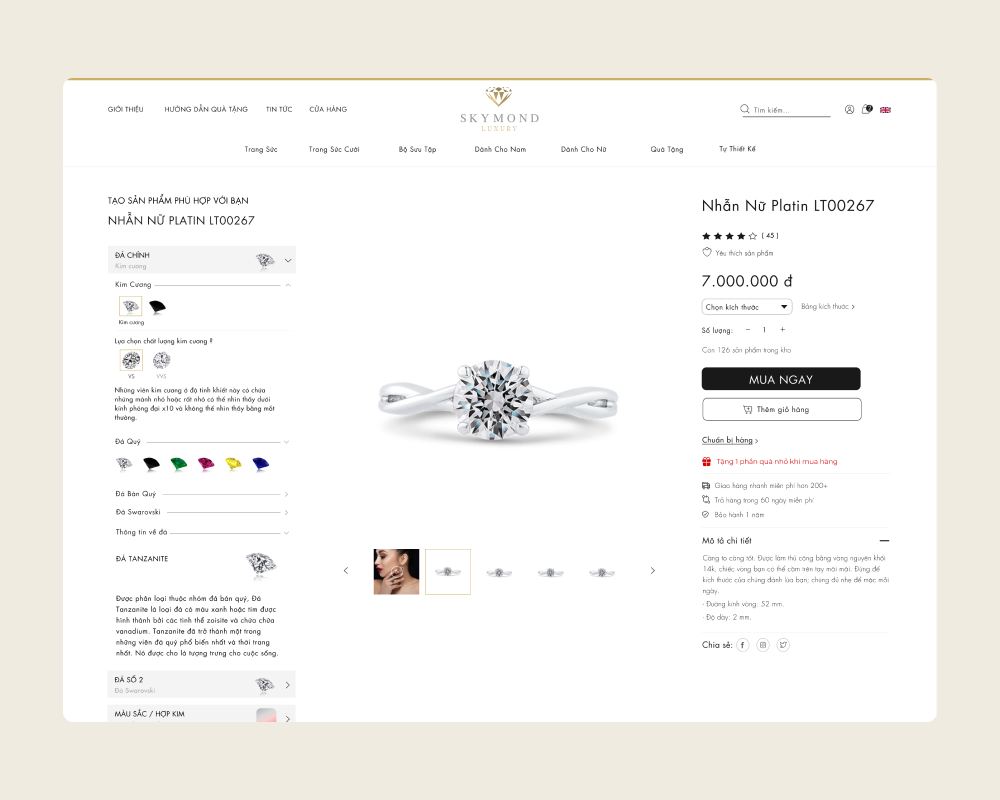 GIỚI THIỆU
HƯỚNG DẪN QUÀ TẶNG
TIN TỨC
CỬA HÀNG
SKYMOND
LUXURY
Tìm kiếm...
2
Trang Sức
Trang Sức Cưới
Bộ Sưu Tập
Dành Cho Nam
Dành Cho Nữ
Quà Tặng
Tự Thiết Kế
TẠO SẢN PHẨM PHÙ HỢP VỚI BẠN
NHẪN NỮ PLATIN LT00267
ĐÁ CHÍNH
Kim cương
Kim Cương
Kim cương
Lựa chọn chất lượng kim cương ?
VS
VVS
Những viên kim cương ở độ tinh khiết này có chứa
những mảnh nhỏ hoặc rất nhỏ có thể nhìn thấy dưới
kính phóng đại x10 và không thể nhìn thấy bằng mắt
thường.
Đá Quý
Đá Bán Quý
Đá Swarovski
Thông tin về đá
ĐÁ TANZANITE
Được phân loại thuộc nhóm đá bán quý, Đá
Tanzanite là loại đá có màu xanh hoặc tím được
hình thành bởi các tinh thể zoisite và chứa chứa
vanadium. Tanzanite đã trở thành một trong
những viên đá quý phổ biến nhất và thời trang
nhất. Nó được cho là tượng trưng cho cuộc sống.
ĐÁ SỐ 2
Đá Swarovski
MÀU SẮC / HỢP KIM
Nhẫn Nữ Platin LT00267
( 45 )
Yêu thích sản phẩm
7.000.000 đ
Chọn kích thước
Bảng kích thước >
Số lượng:
− 1 +
Còn 126 sản phẩm trong kho
MUA NGAY
Thêm giỏ hàng
Chuẩn bị hàng >
Tặng 1 phần quà nhỏ khi mua hàng
Giao hàng nhanh miễn phí hơn 200+
Trả hàng trong 60 ngày miễn phí
Bảo hành 1 năm
Mô tả chi tiết
Càng to càng tốt. Được làm thủ công bằng vàng nguyên khối
14k, chiếc vòng bạn có thể cầm trên tay mãi mãi. Đừng để
kích thước của chúng đánh lừa bạn; chúng đủ nhẹ để mặc mỗi
ngày.
- Đường kính vòng: 52 mm.
- Độ dày: 2 mm.
Chia sẻ: